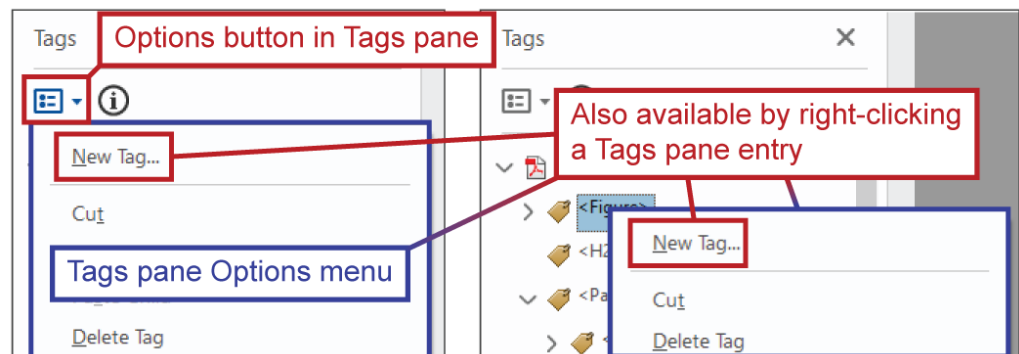 Tags
Options button in Tags pane
New Tag...
Cut
Tags pane Options menu
Delete Tag
Tags
Also available by right-clicking
a Tags pane entry
<Figure>
<H2
<Pa
New Tag...
Cut
Delete Tag